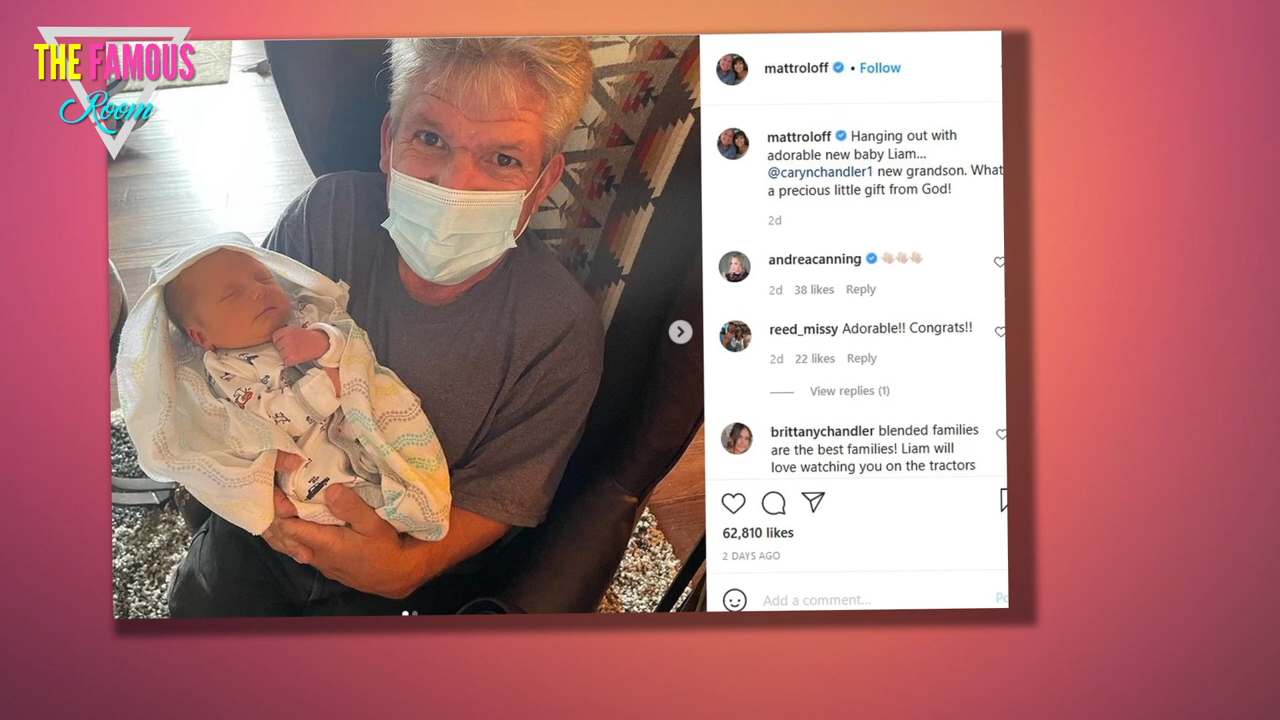 THE FAMOUS
Room
mattroloff • Follow
mattroloff Hanging out with
adorable new baby Liam...
@carynchandler1 new grandson. What
a precious little gift from God!
2d
andreacanning 👏🏻👏🏻👏🏻
2d 38 likes Reply
reed_missy Adorable!! Congrats!!
2d 22 likes Reply
View replies (1)
brittanychandler blended families
are the best families! Liam will
love watching you on the tractors
62,810 likes
2 DAYS AGO
Add a comment...